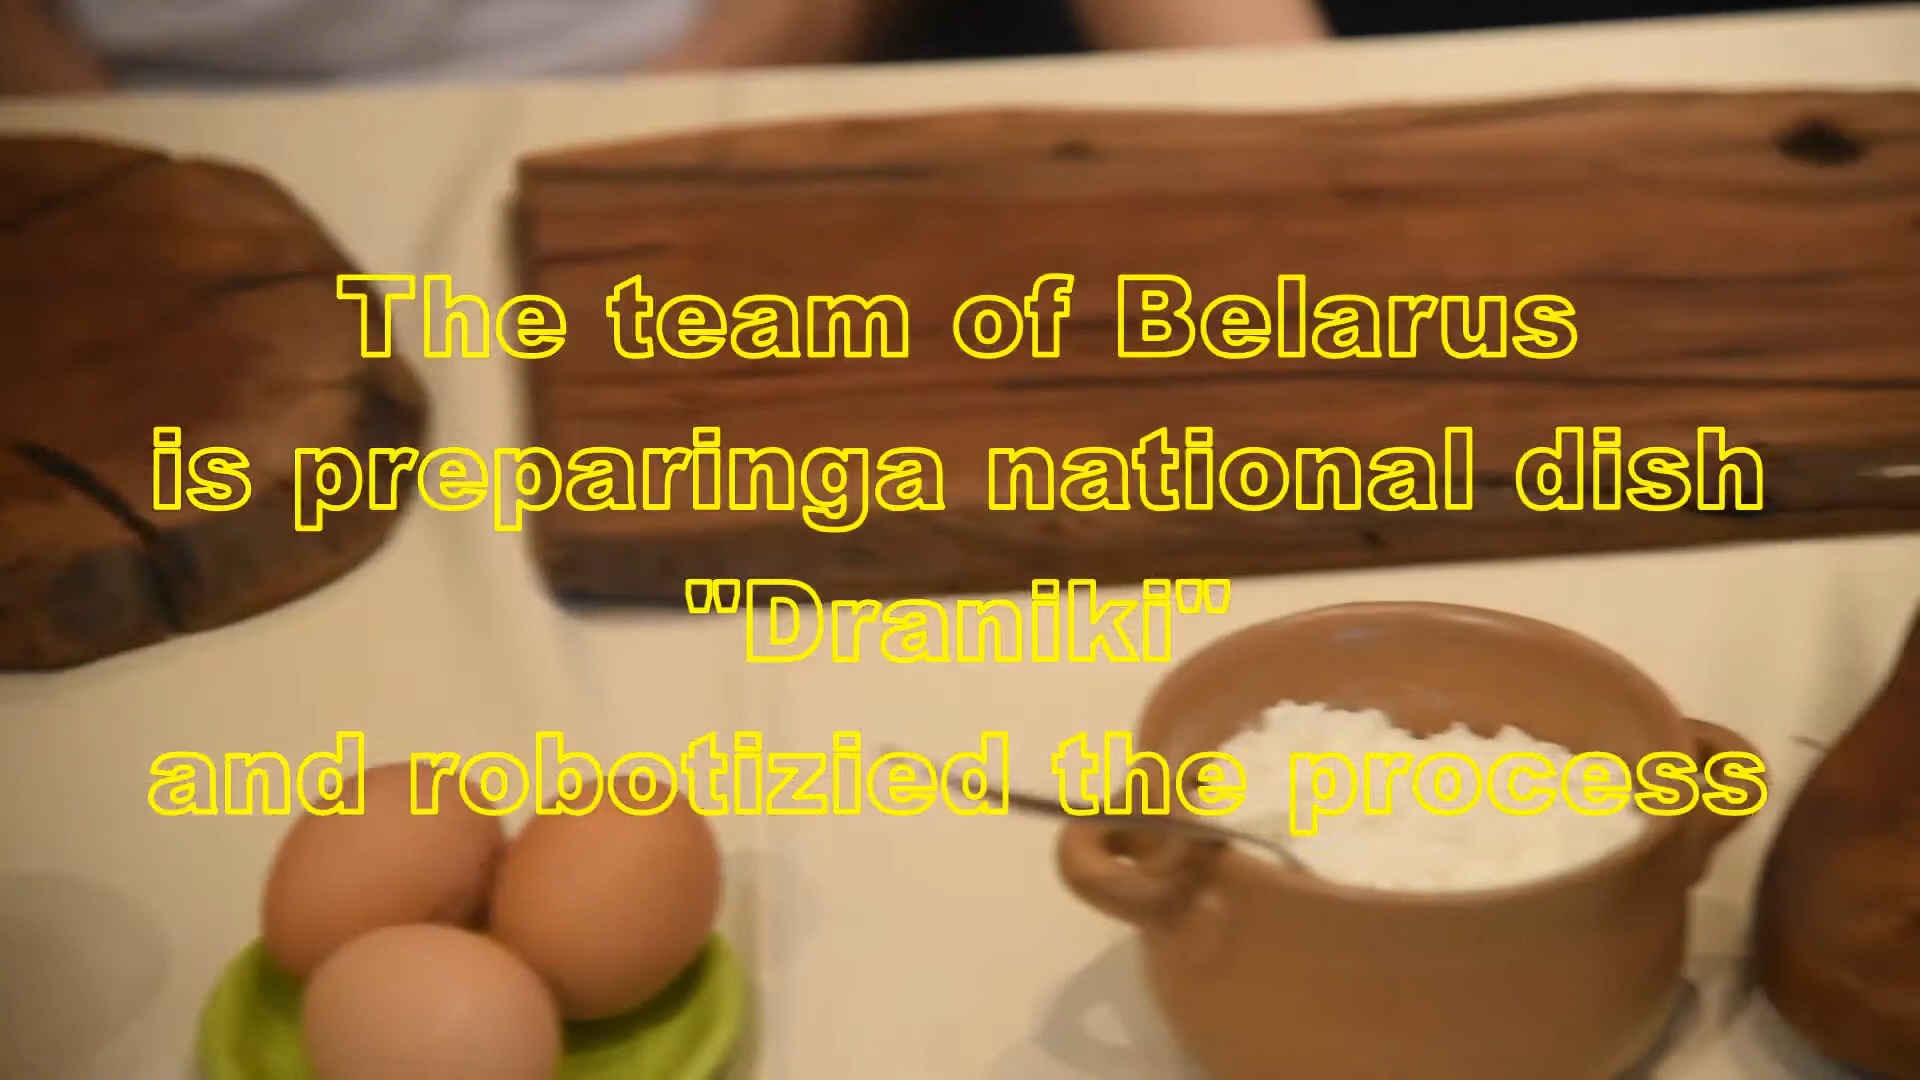 The team of Belarus
is preparinga national dish
"Draniki"
and robotizied the process